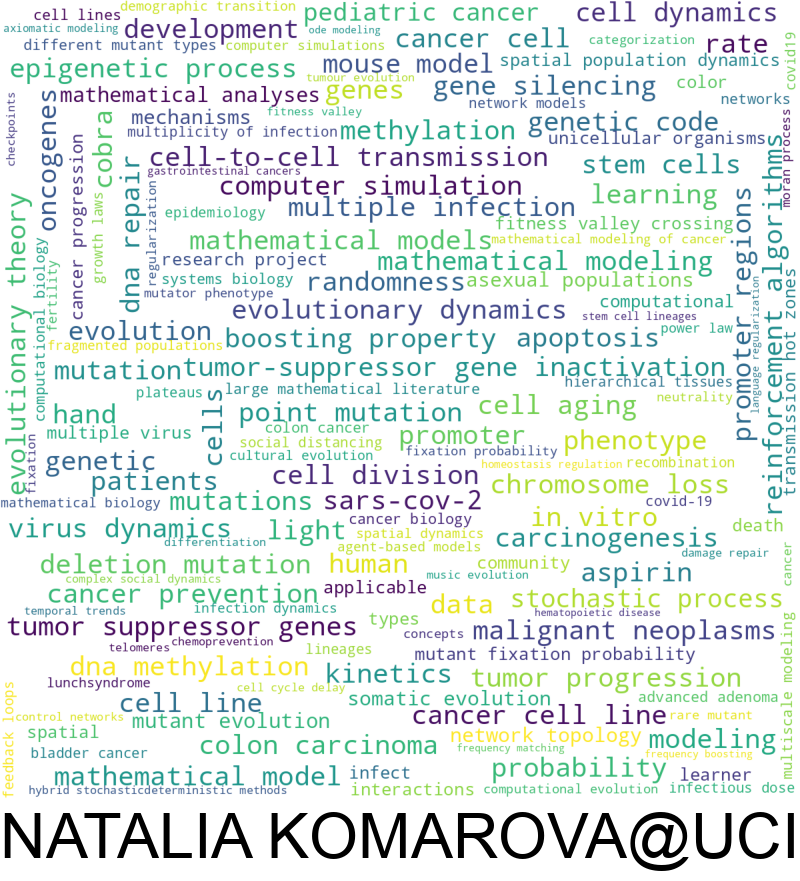 demographic transition
cell lines
pediatric cancer
cell dynamics
axiomatic modeling
development
ode modeling
cancer cell
categorization
rate
different mutant types
computer simulations
covid19
epigenetic process
mouse model
spatial population dynamics
tumour evolution
mathematical analyses
genes
gene silencing
color
network models
networks
checkpoints
oncogenes
cobra
mechanisms
fitness valley
genetic code
multiplicity of infection
methylation
unicellular organisms
moran process
cancer progression
dna repair
cell-to-cell transmission
stem cells
gastrointestinal cancers
computer simulation
learning
regularization
growth laws
epidemiology
multiple infection
fitness valley crossing
promoter regions
reinforcement algorithms
evolutionary theory
mathematical models
mathematical modeling of cancer
computational biology
fertility
research project
mathematical modeling
systems biology
randomness
asexual populations
mutator phenotype
evolutionary dynamics
computational
transmission hot zones
language regularization
stem cell lineages
evolution
boosting property
apoptosis
power law
fragmented populations
mutation
tumor-suppressor gene inactivation
plateaus
large mathematical literature
hierarchical tissues
neutrality
hand
cells
point mutation
cell aging
multiple virus
colon cancer
social distancing
promoter
phenotype
fixation
genetic
cultural evolution
fixation probability
homeostasis regulation
recombination
patients
cell division
chromosome loss
mathematical biology
mutations
sars-cov-2
covid-19
virus dynamics
light
cancer biology
in vitro
death
differentiation
spatial dynamics
agent-based models
carcinogenesis
damage repair
deletion mutation
human
community
cancer
complex social dynamics
music evolution
aspirin
cancer prevention
applicable
stochastic process
temporal trends
infection dynamics
data
hematopoietic disease
tumor suppressor genes
types
concepts
malignant neoplasms
telomeres
chemoprevention
lineages
mutant fixation probability
multiscale modeling
dna methylation
kinetics
tumor progression
lunchsyndrome
cell cycle delay
feedback loops
cell line
somatic evolution
advanced adenoma
control networks
mutant evolution
cancer cell line
rare mutant
spatial
colon carcinoma
network topology
modeling
bladder cancer
frequency matching
frequency boosting
mathematical model
infect
probability
learner
hybrid stochasticdeterministic methods
interactions
computational evolution
infectious dose
NATALIA KOMAROVA@UCI